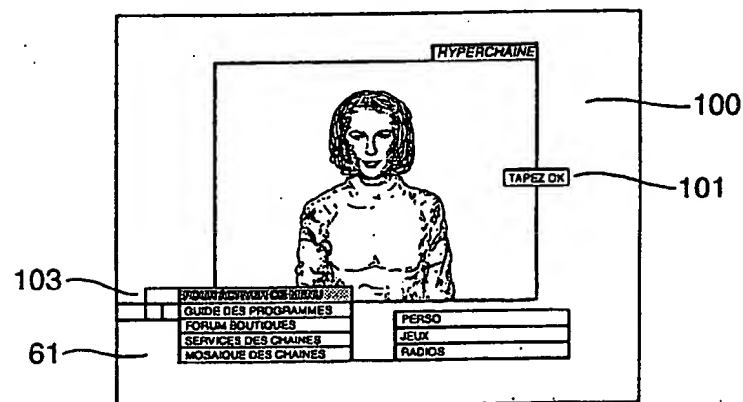 HYPERCHAINE
100
TAPEZ OK
101
103
GUIDE DES PROGRAMMES
FORUM BOUTIQUES
SERVICES DES CHAINES
MOSAIQUE DES CHAINES
61
PERSO
JEUX
RADIOS